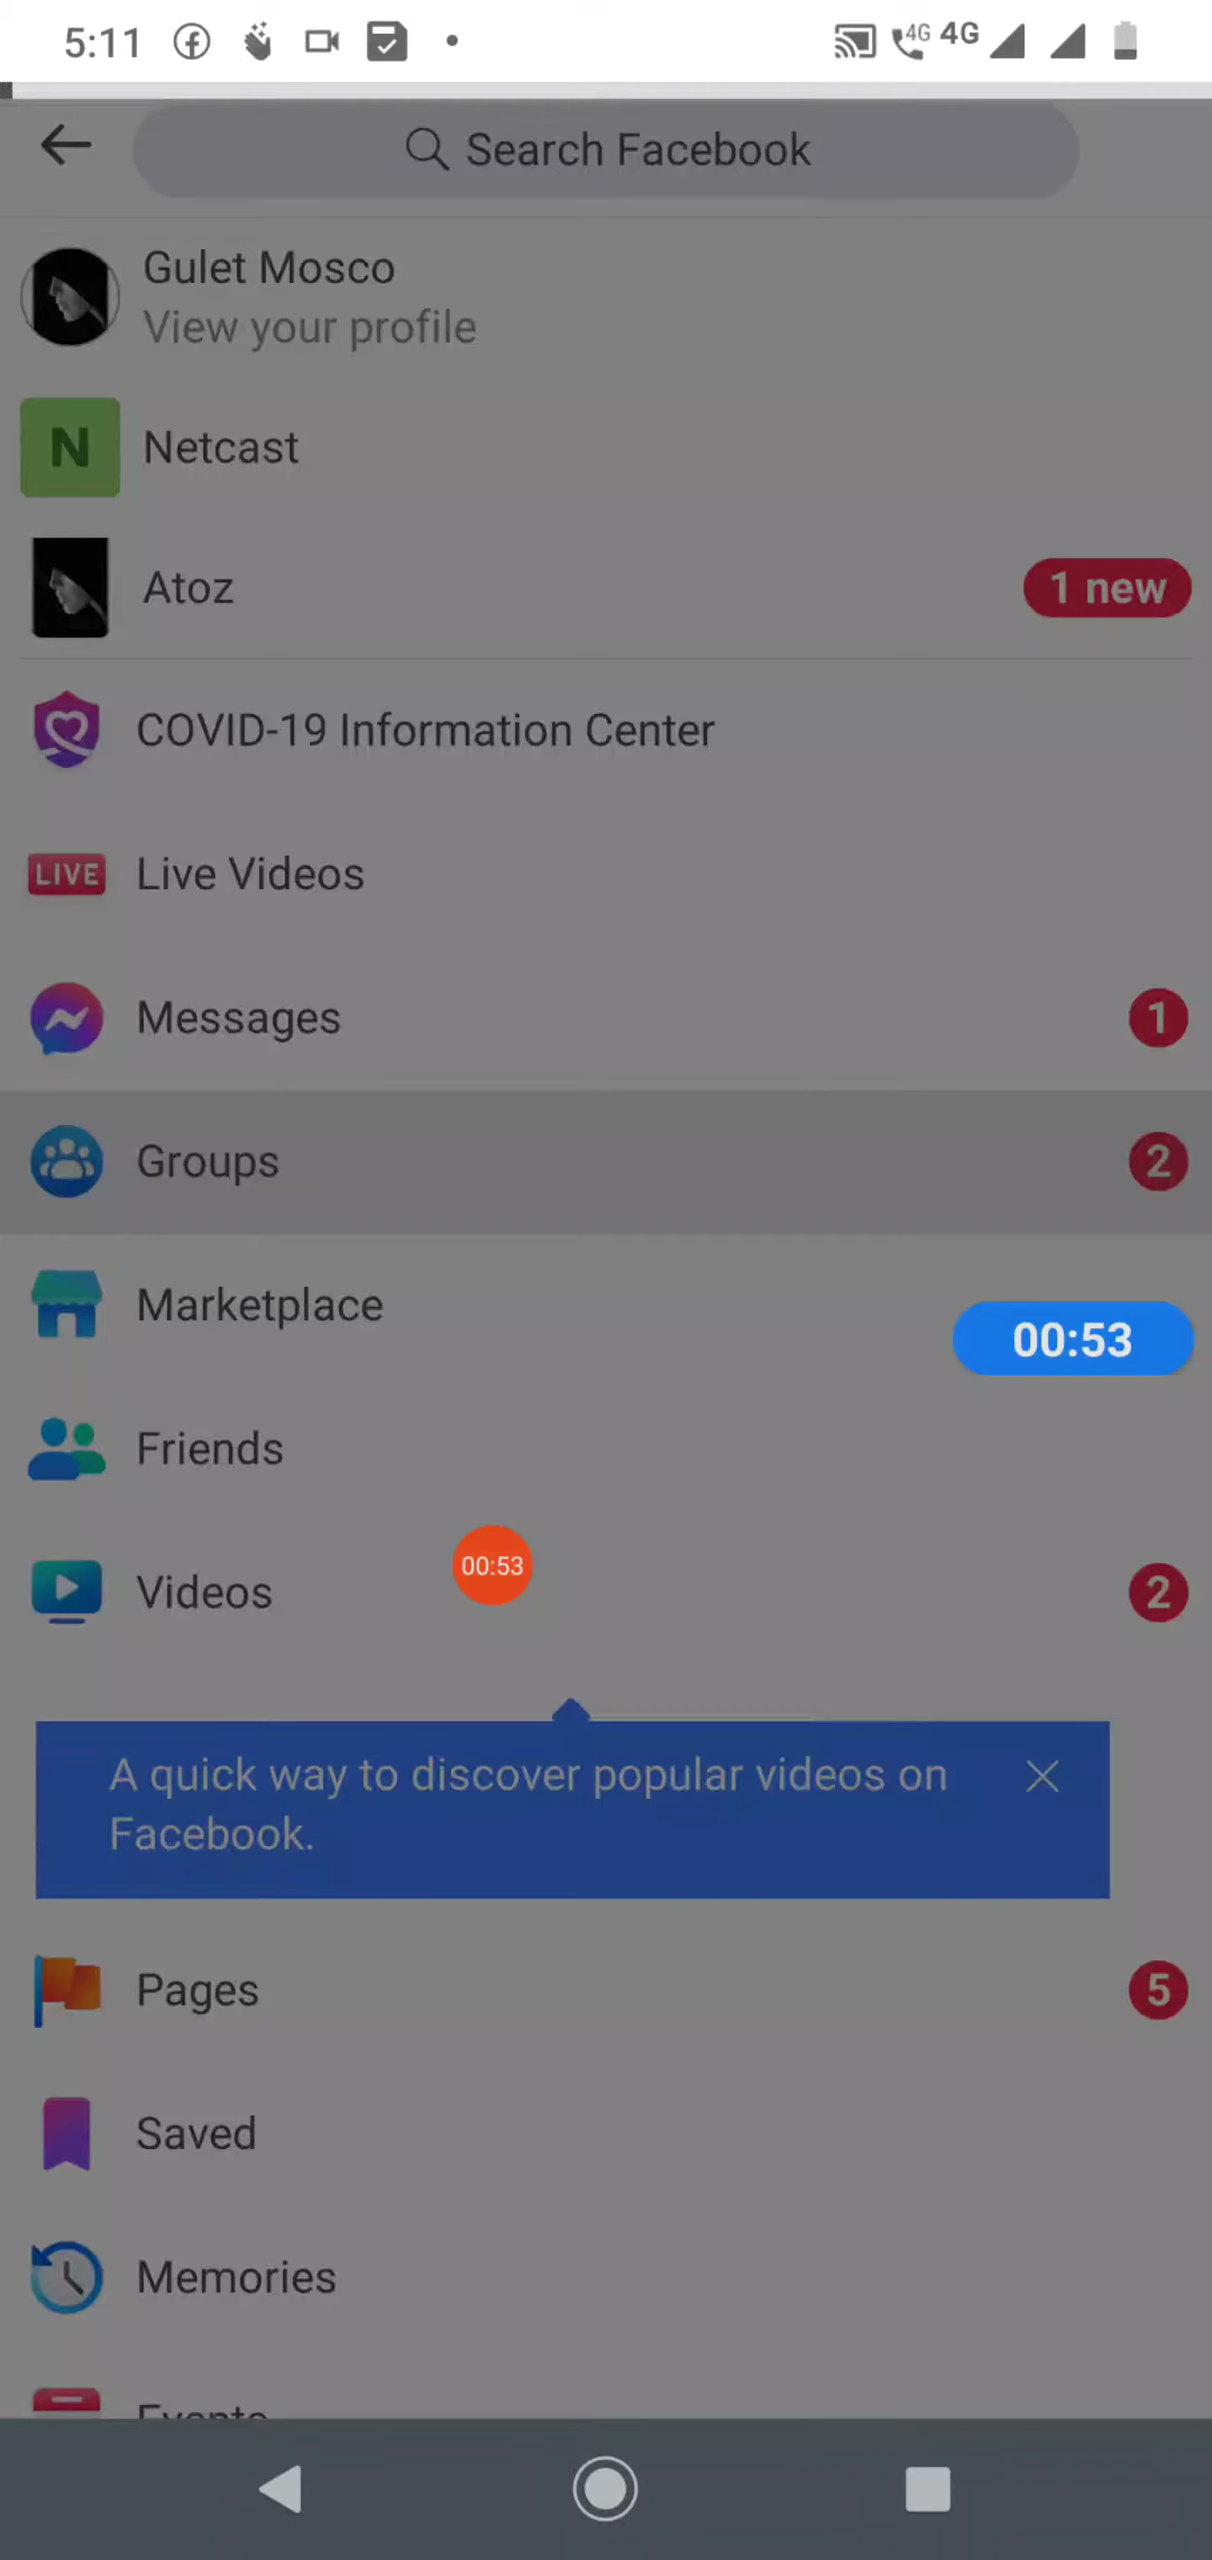 5:11
4G 4G
Search Facebook
Gulet Mosco
View your profile
N Netcast
Atoz
1 new
COVID-19 Information Center
LIVE Live Videos
Messages
1
Groups
2
Marketplace
00:53
Friends
00:53
Videos
2
A quick way to discover popular videos on
Facebook.
Pages
5
Saved
Memories
Events